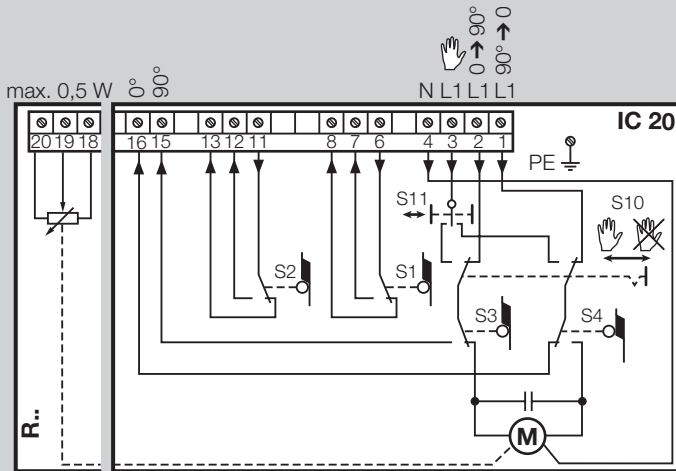 0 → 90°
90° → 0
max. 0,5 W 0° 90° N L1 L1 L1
IC 20
20 19 18 16 15 13 12 11 8 7 6 4 3 2 1
PE
S11 S10
S2 S1
S3 S4
R..
M